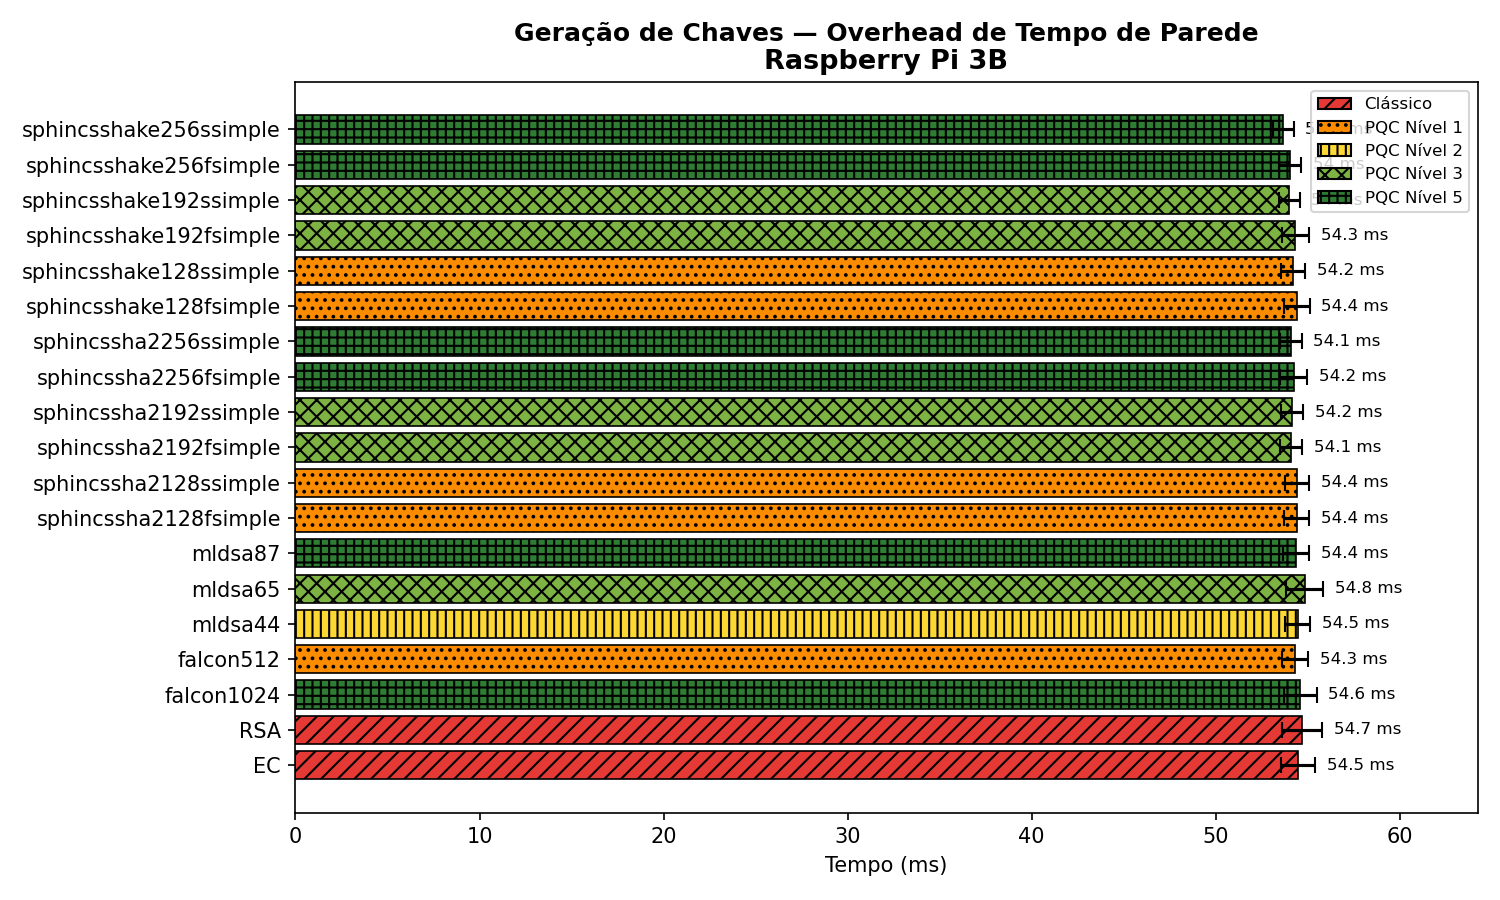 Geração de Chaves — Overhead de Tempo de Parede
Raspberry Pi 3B
Clássico
PQC Nível 1
PQC Nível 2
PQC Nível 3
PQC Nível 5
sphincsshake256ssimple
sphincsshake256fsimple
54 ms
sphincsshake192ssimple
sphincsshake192fsimple
54.3 ms
sphincsshake128ssimple
54.2 ms
sphincsshake128fsimple
54.4 ms
sphincssha2256ssimple
54.1 ms
sphincssha2256fsimple
54.2 ms
sphincssha2192ssimple
54.2 ms
sphincssha2192fsimple
54.1 ms
sphincssha2128ssimple
54.4 ms
sphincssha2128fsimple
54.4 ms
mldsa87
54.4 ms
mldsa65
54.8 ms
mldsa44
54.5 ms
falcon512
54.3 ms
falcon1024
54.6 ms
RSA
54.7 ms
EC
54.5 ms
0 10 20 30 40 50 60
Tempo (ms)